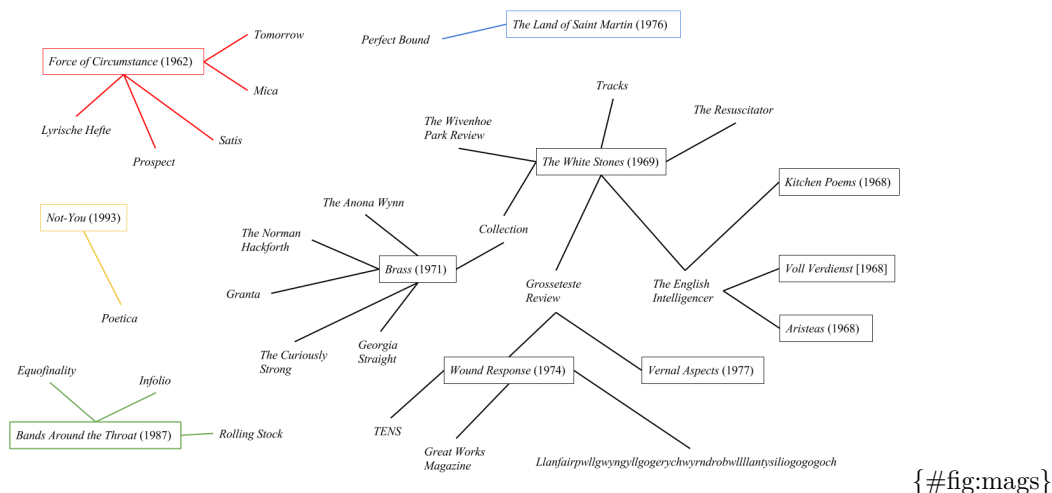 Tomorrow
Force of Circumstance (1962)
Mica
Lyrische Hefte
Satis
Prospect
Perfect Bound
The Land of Saint Martin (1976)
Tracks
The Resuscitator
The Wivenhoe
Park Review
The White Stones (1969)
Kitchen Poems (1968)
Not-You (1993)
Poetica
The Anona Wynn
The Norman
Hackforth
Collection
Brass (1971)
Granta
Grosseteste
Review
The English
Intelligencer
Voll Verdienst [1968]
Aristeas (1968)
The Curiously
Strong
Georgia
Straight
Wound Response (1974)
Vernal Aspects (1977)
Equofinality
Infolio
Bands Around the Throat (1987)
Rolling Stock
TENS
Great Works
Magazine
Llanfairpwllgwyngyllgogerychwyrndrobwllllantysiliogogogoch
{#fig:mags}